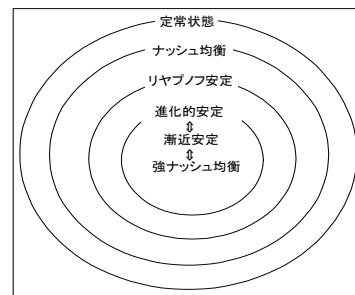 定常状態
ナッシュ均衡
リヤプノフ安定
進化的安定
⇕
漸近安定
⇕
強ナッシュ均衡